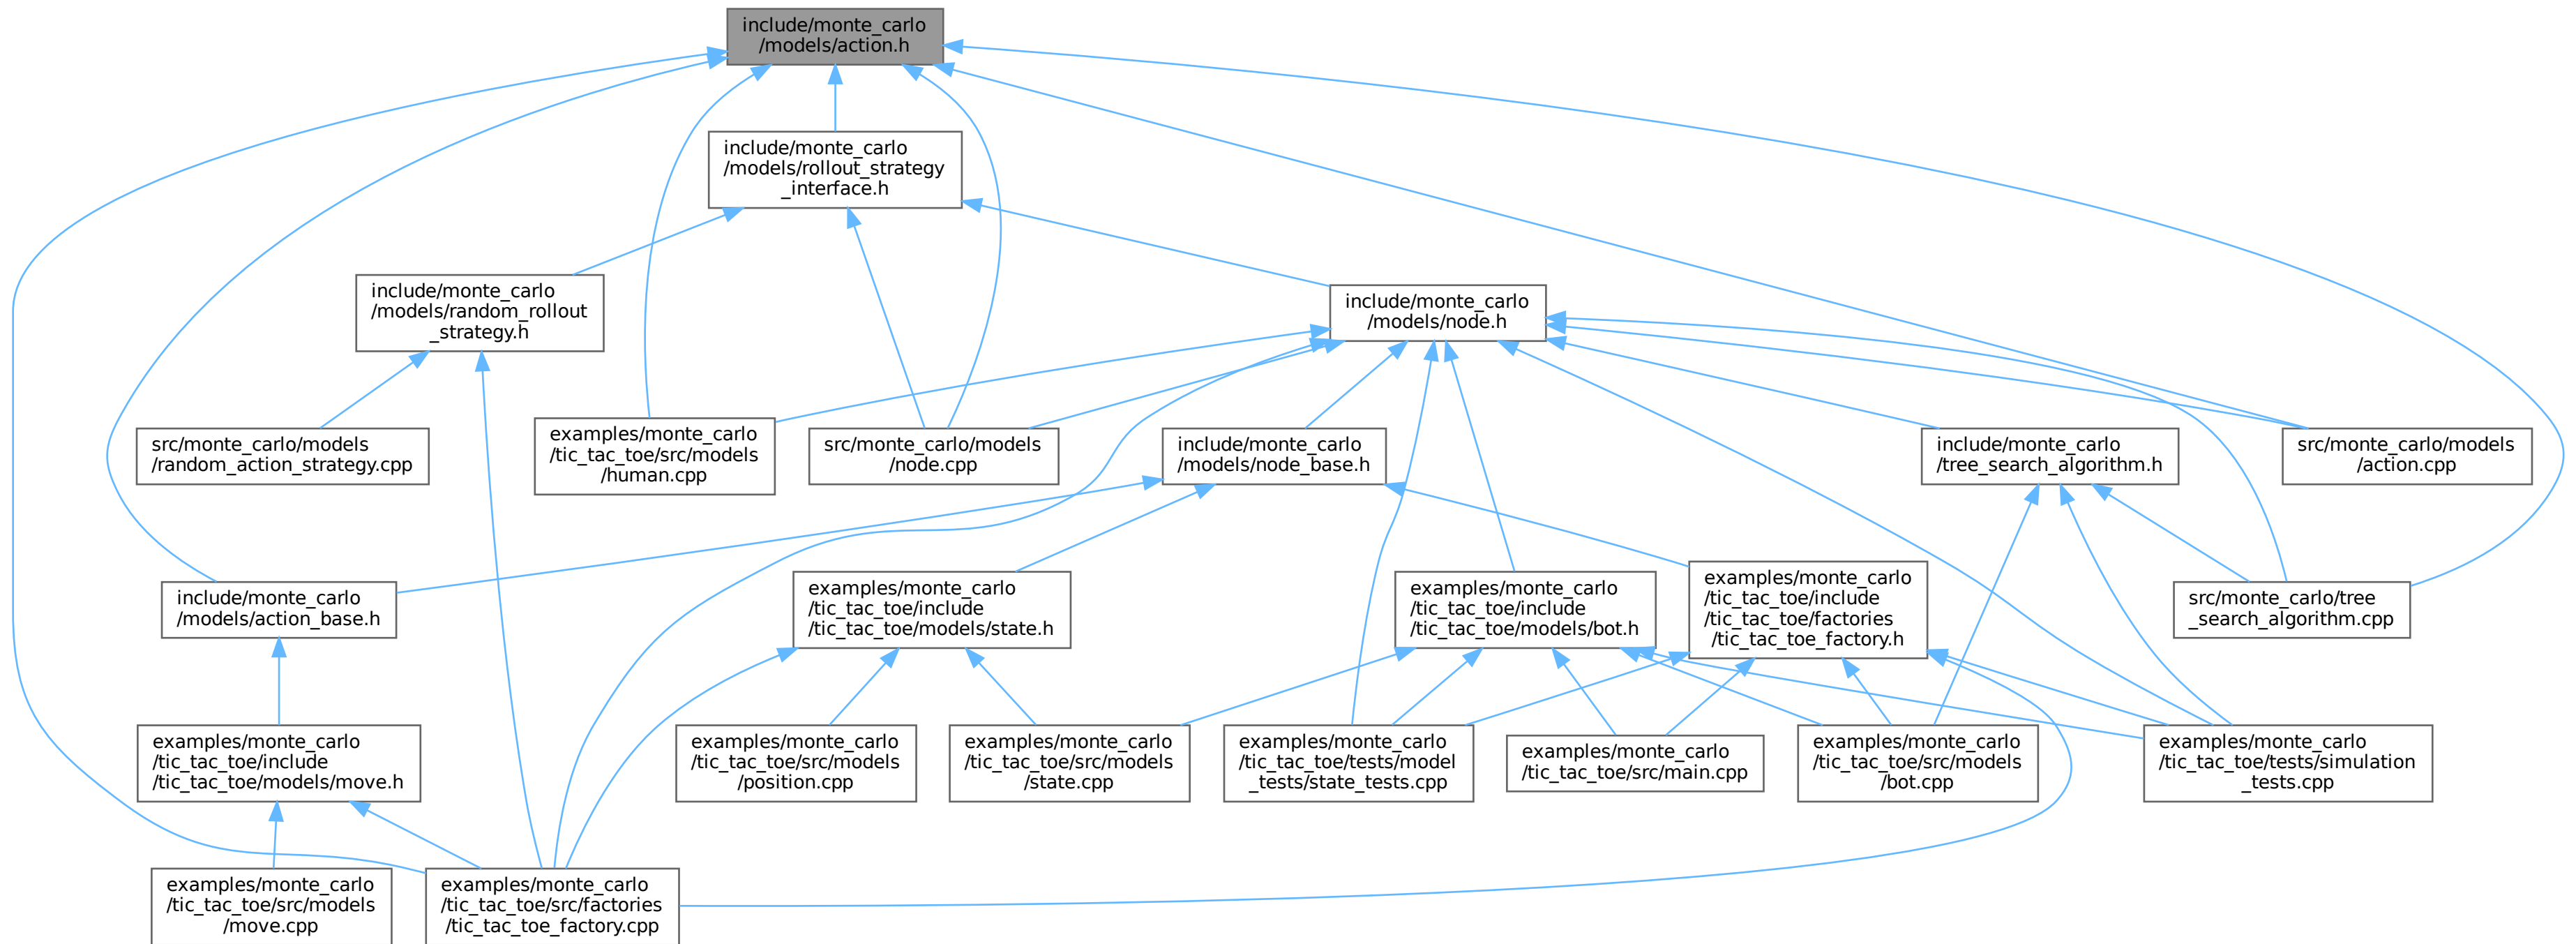 include/monte_carlo
/models/action.h
include/monte_carlo
/models/rollout_strategy
_interface.h
include/monte_carlo
/models/random_rollout
_strategy.h
include/monte_carlo
/models/node.h
src/monte_carlo/models
/random_action_strategy.cpp
examples/monte_carlo
/tic_tac_toe/src/models
/human.cpp
src/monte_carlo/models
/node.cpp
include/monte_carlo
/models/node_base.h
include/monte_carlo
/tree_search_algorithm.h
src/monte_carlo/models
/action.cpp
include/monte_carlo
/models/action_base.h
examples/monte_carlo
/tic_tac_toe/include
/tic_tac_toe/models/state.h
examples/monte_carlo
/tic_tac_toe/include
/tic_tac_toe/models/bot.h
examples/monte_carlo
/tic_tac_toe/include
/tic_tac_toe/factories
/tic_tac_toe_factory.h
src/monte_carlo/tree
_search_algorithm.cpp
examples/monte_carlo
/tic_tac_toe/include
/tic_tac_toe/models/move.h
examples/monte_carlo
/tic_tac_toe/src/models
/position.cpp
examples/monte_carlo
/tic_tac_toe/src/models
/state.cpp
examples/monte_carlo
/tic_tac_toe/tests/model
_tests/state_tests.cpp
examples/monte_carlo
/tic_tac_toe/src/main.cpp
examples/monte_carlo
/tic_tac_toe/src/models
/bot.cpp
examples/monte_carlo
/tic_tac_toe/tests/simulation
_tests.cpp
examples/monte_carlo
/tic_tac_toe/src/models
/move.cpp
examples/monte_carlo
/tic_tac_toe/src/factories
/tic_tac_toe_factory.cpp